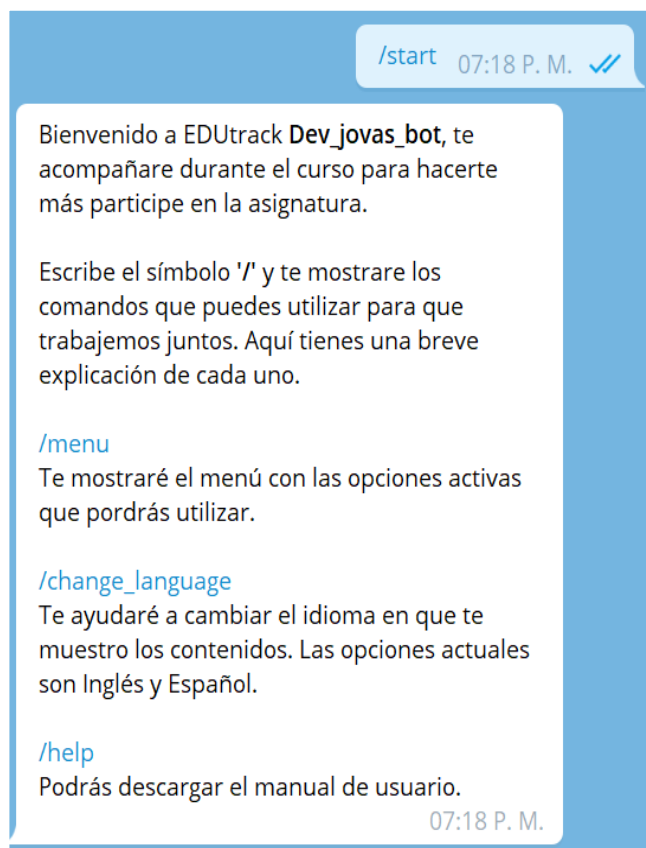 /start 07:18 P. M.
Bienvenido a EDUtrack Dev_jovas_bot, te
acompañare durante el curso para hacerte
más participe en la asignatura.
Escribe el símbolo '/' y te mostrare los
comandos que puedes utilizar para que
trabajemos juntos. Aquí tienes una breve
explicación de cada uno.
/menu
Te mostraré el menú con las opciones activas
que pordrás utilizar.
/change_language
Te ayudaré a cambiar el idioma en que te
muestro los contenidos. Las opciones actuales
son Inglés y Español.
/help
Podrás descargar el manual de usuario.
07:18 P. M.